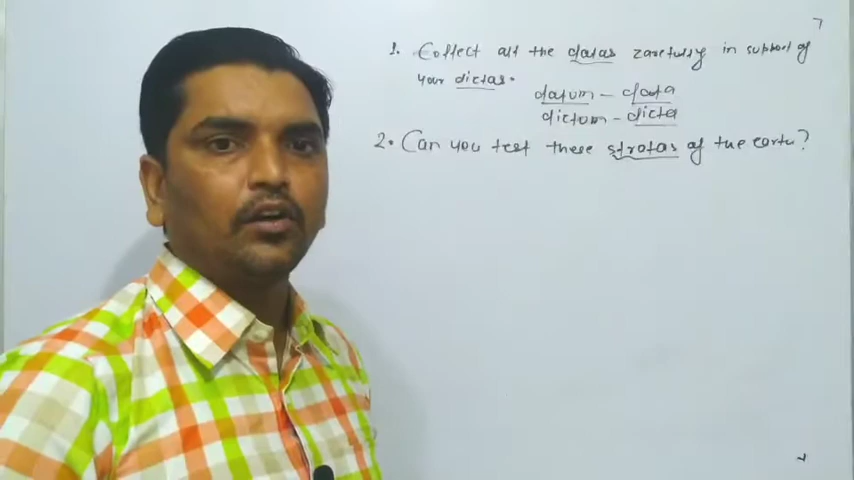 7
1. Collect all the datas carefully in support of
your dictas.
datum - data
dictum - dicta
2. Can you test these stratas of the earth?